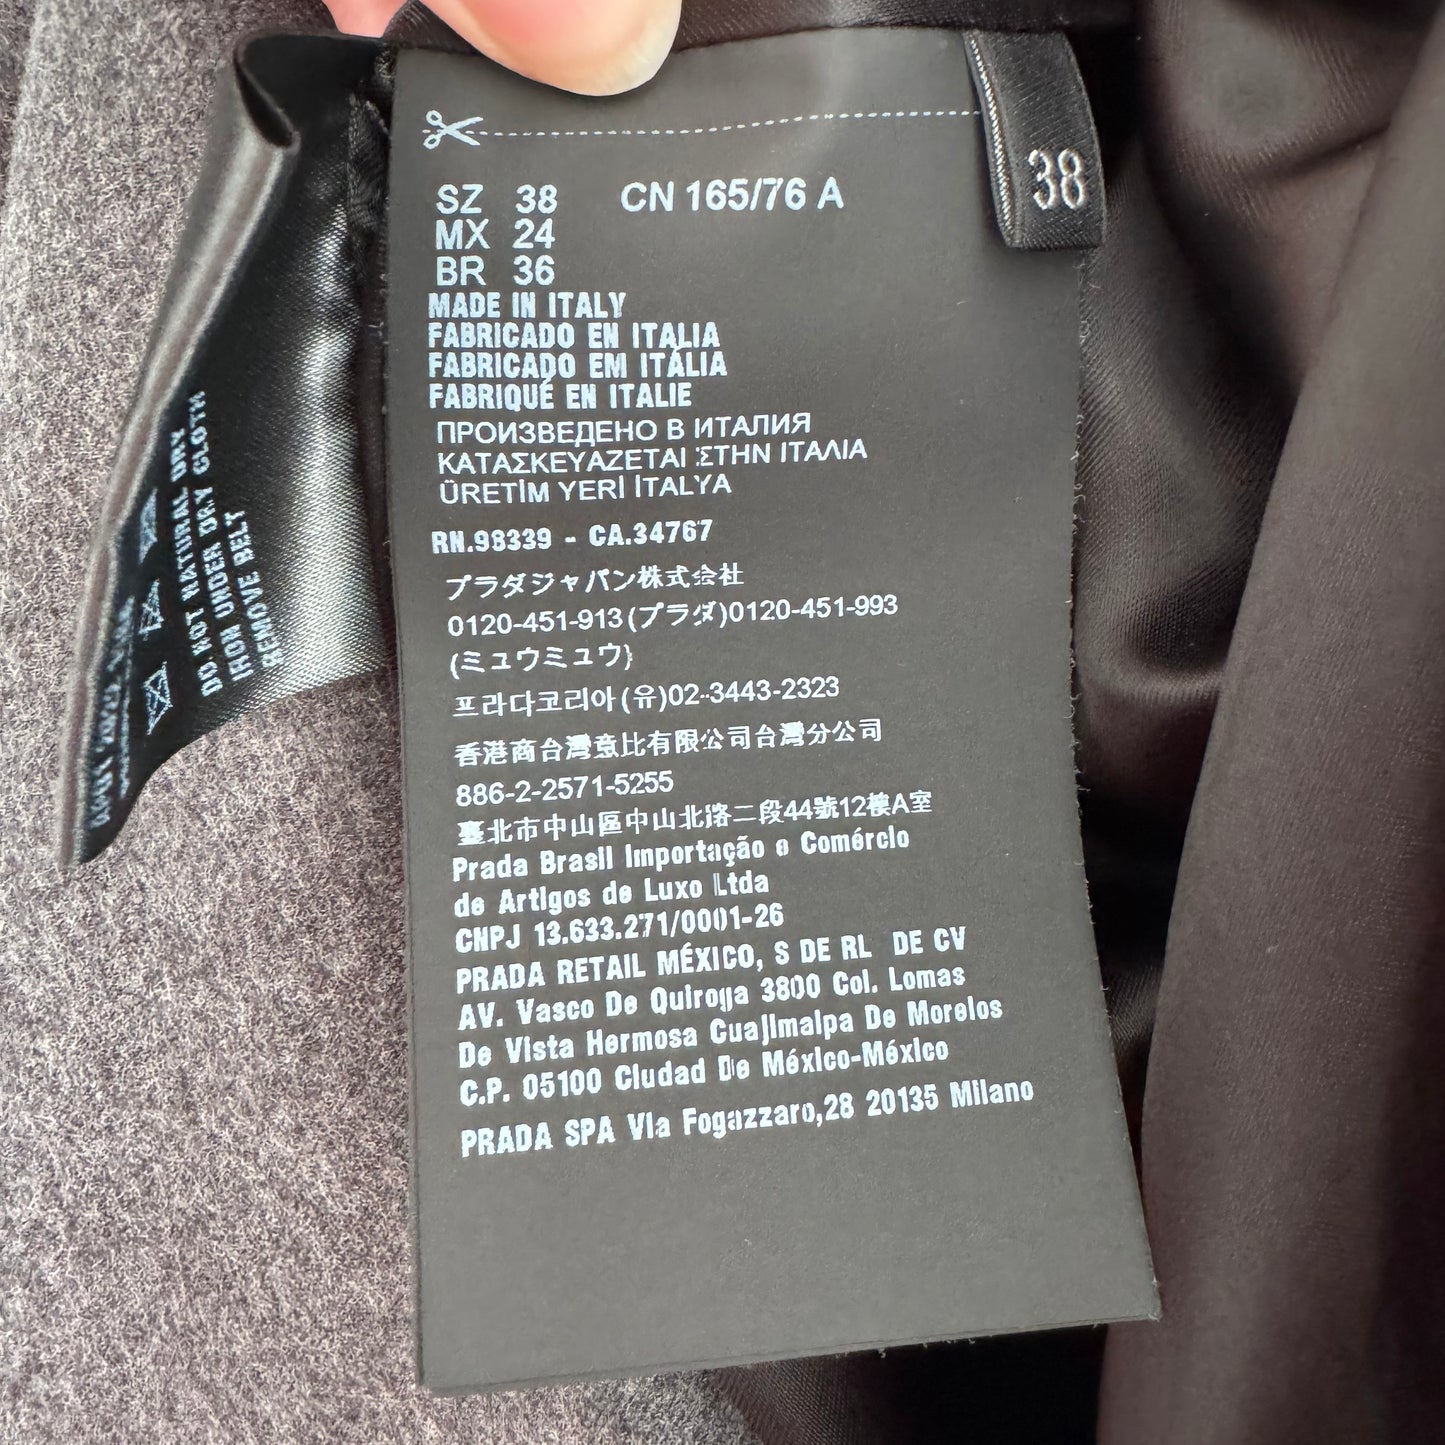 38
SZ 38 CN 165/76 A
MX 24
BR 36
MADE IN ITALY
FABRICADO EN ITALIA
FABRICADO EM ITÁLIA
FABRIQUÉ EN ITALIE
ПРОИЗВЕДЕНО В ИТАЛИЯ
ΚΑΤΑΣΚΕΥΑΖΕΤΑΙ ΣΤΗΝ ΙΤΑΛΙΑ
ÜRETİM YERİ İTALYA
RN.98339 - CA.34767
プラダジャパン株式会社
0120-451-913(プラダ)0120-451-993
(ミュウミュウ)
프라다코리아(유)02-3443-2323
香港商台灣意比有限公司台灣分公司
886-2-2571-5255
臺北市中山區中山北路二段44號12樓A室
Prada Brasil Importação e Comércio
de Artigos de Luxo Ltda
CNPJ 13.633.271/0001-26
PRADA RETAIL MÉXICO, S DE RL DE CV
AV. Vasco De Quiroga 3800 Col. Lomas
De Vista Hermosa Cuajimalpa De Morelos
C.P. 05100 Ciudad De México-México
PRADA SPA Via Fogazzaro,28 20135 Milano
DO NOT NATURAL DRY
IRON UNDER DRY CLOTH
REMOVE BELT